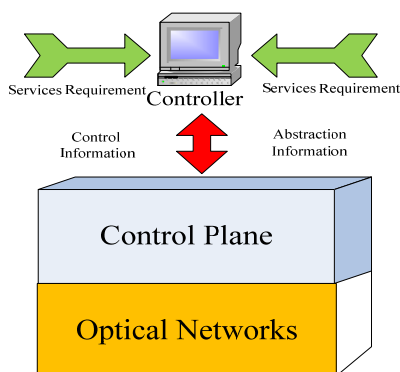 Services Requirement
Services Requirement
Controller
Control
Information
Abstraction
Information
Control Plane
Optical Networks